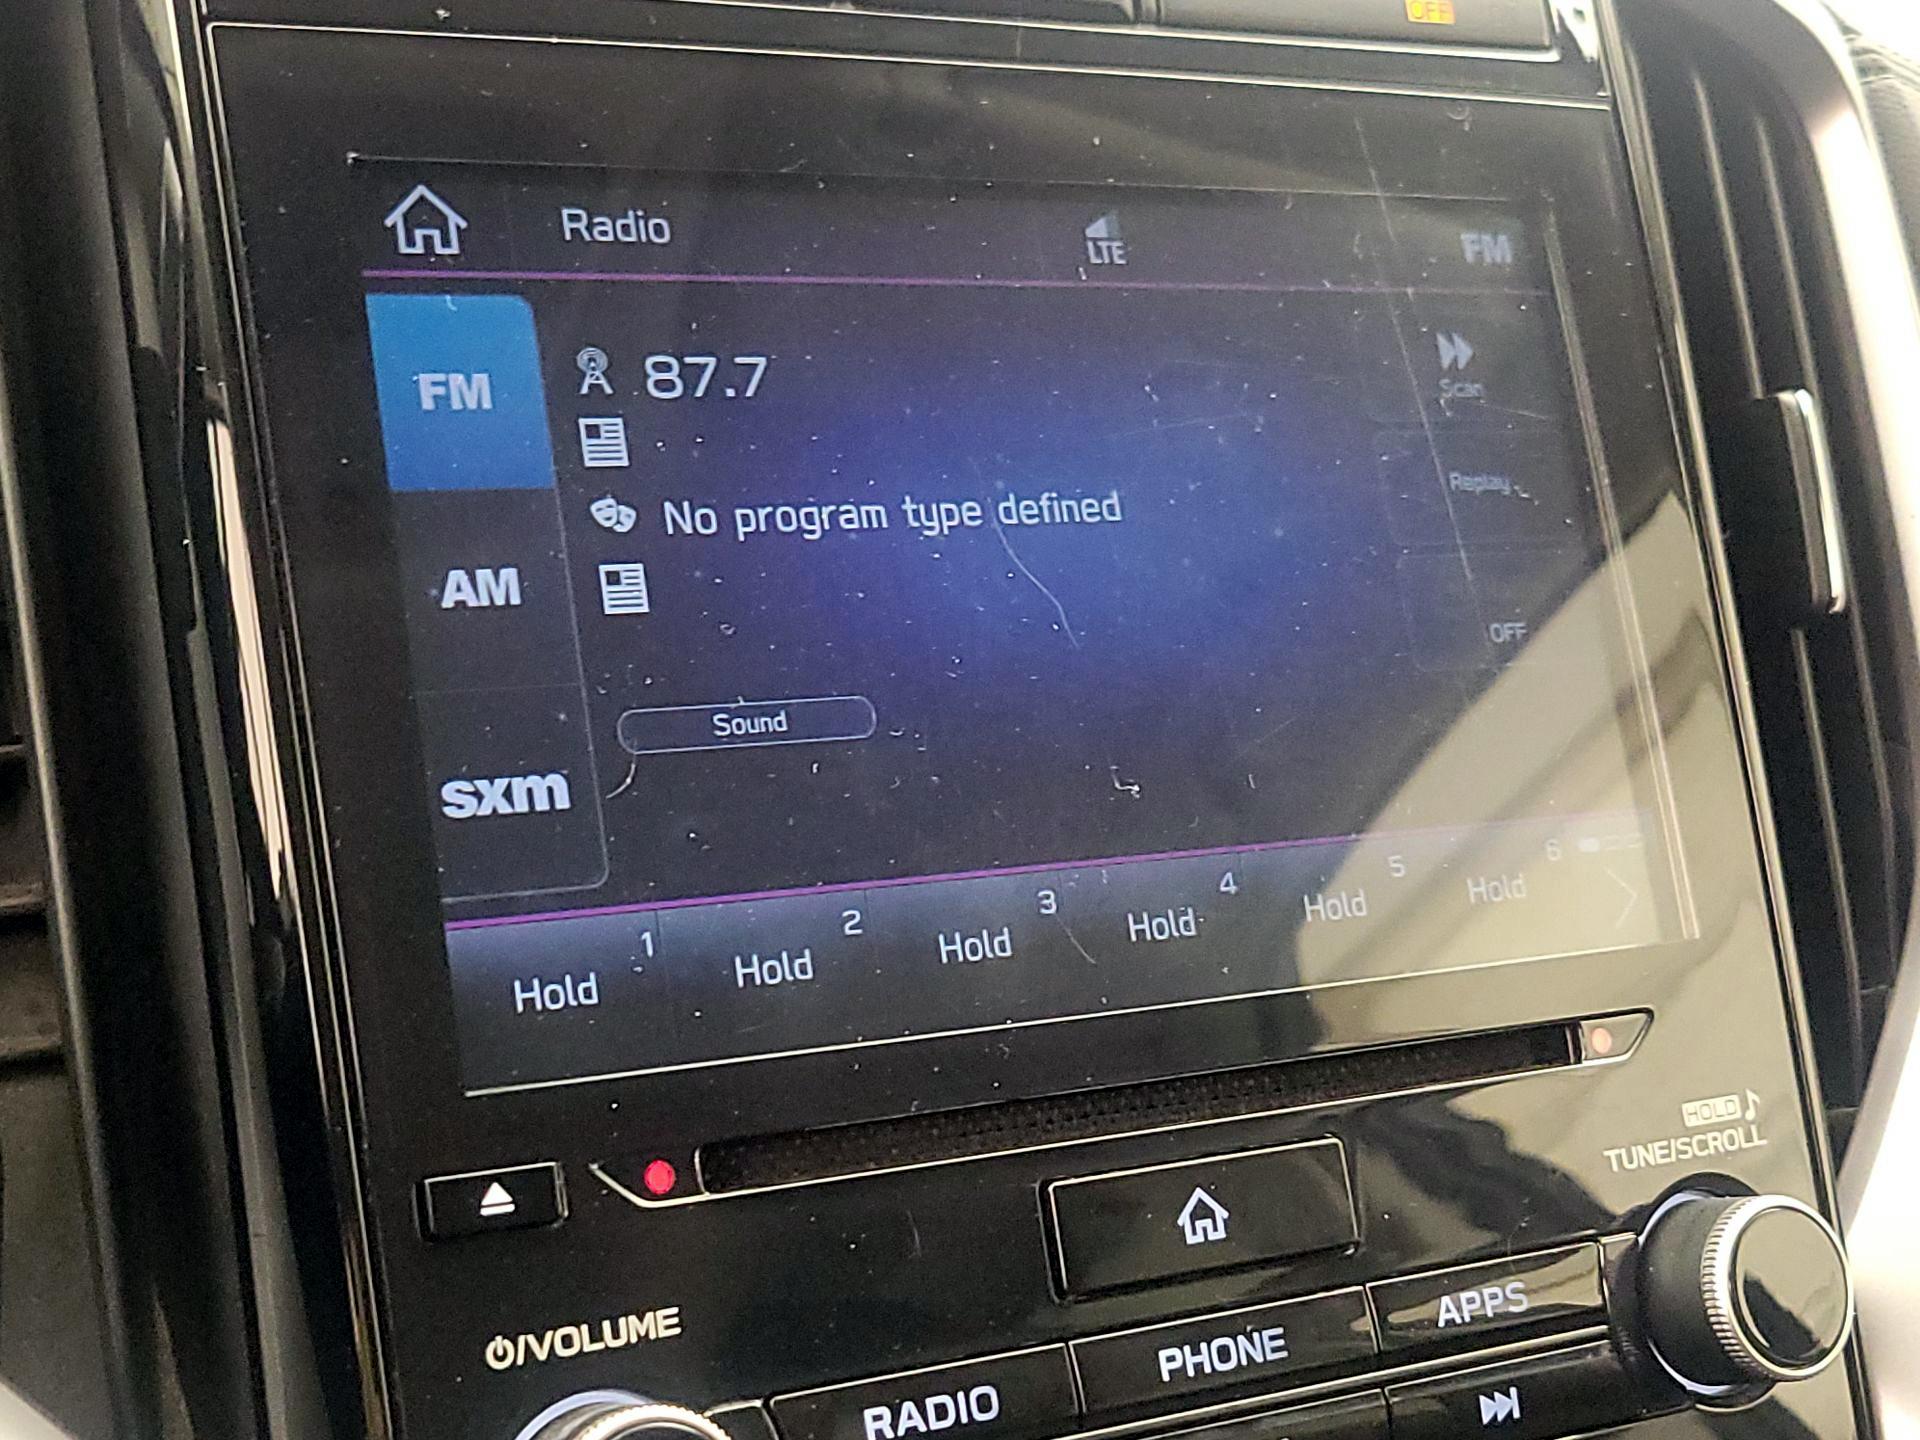 OFF
Radio
LTE
FM
FM
87.7
Scan
No program type defined
Replay
AM
OFF
Sound
sxm
1
Hold
2
Hold
3
Hold
4
Hold
5
Hold
6
Hold
HOLD
TUNE/SCROLL
/VOLUME
RADIO
PHONE
APPS